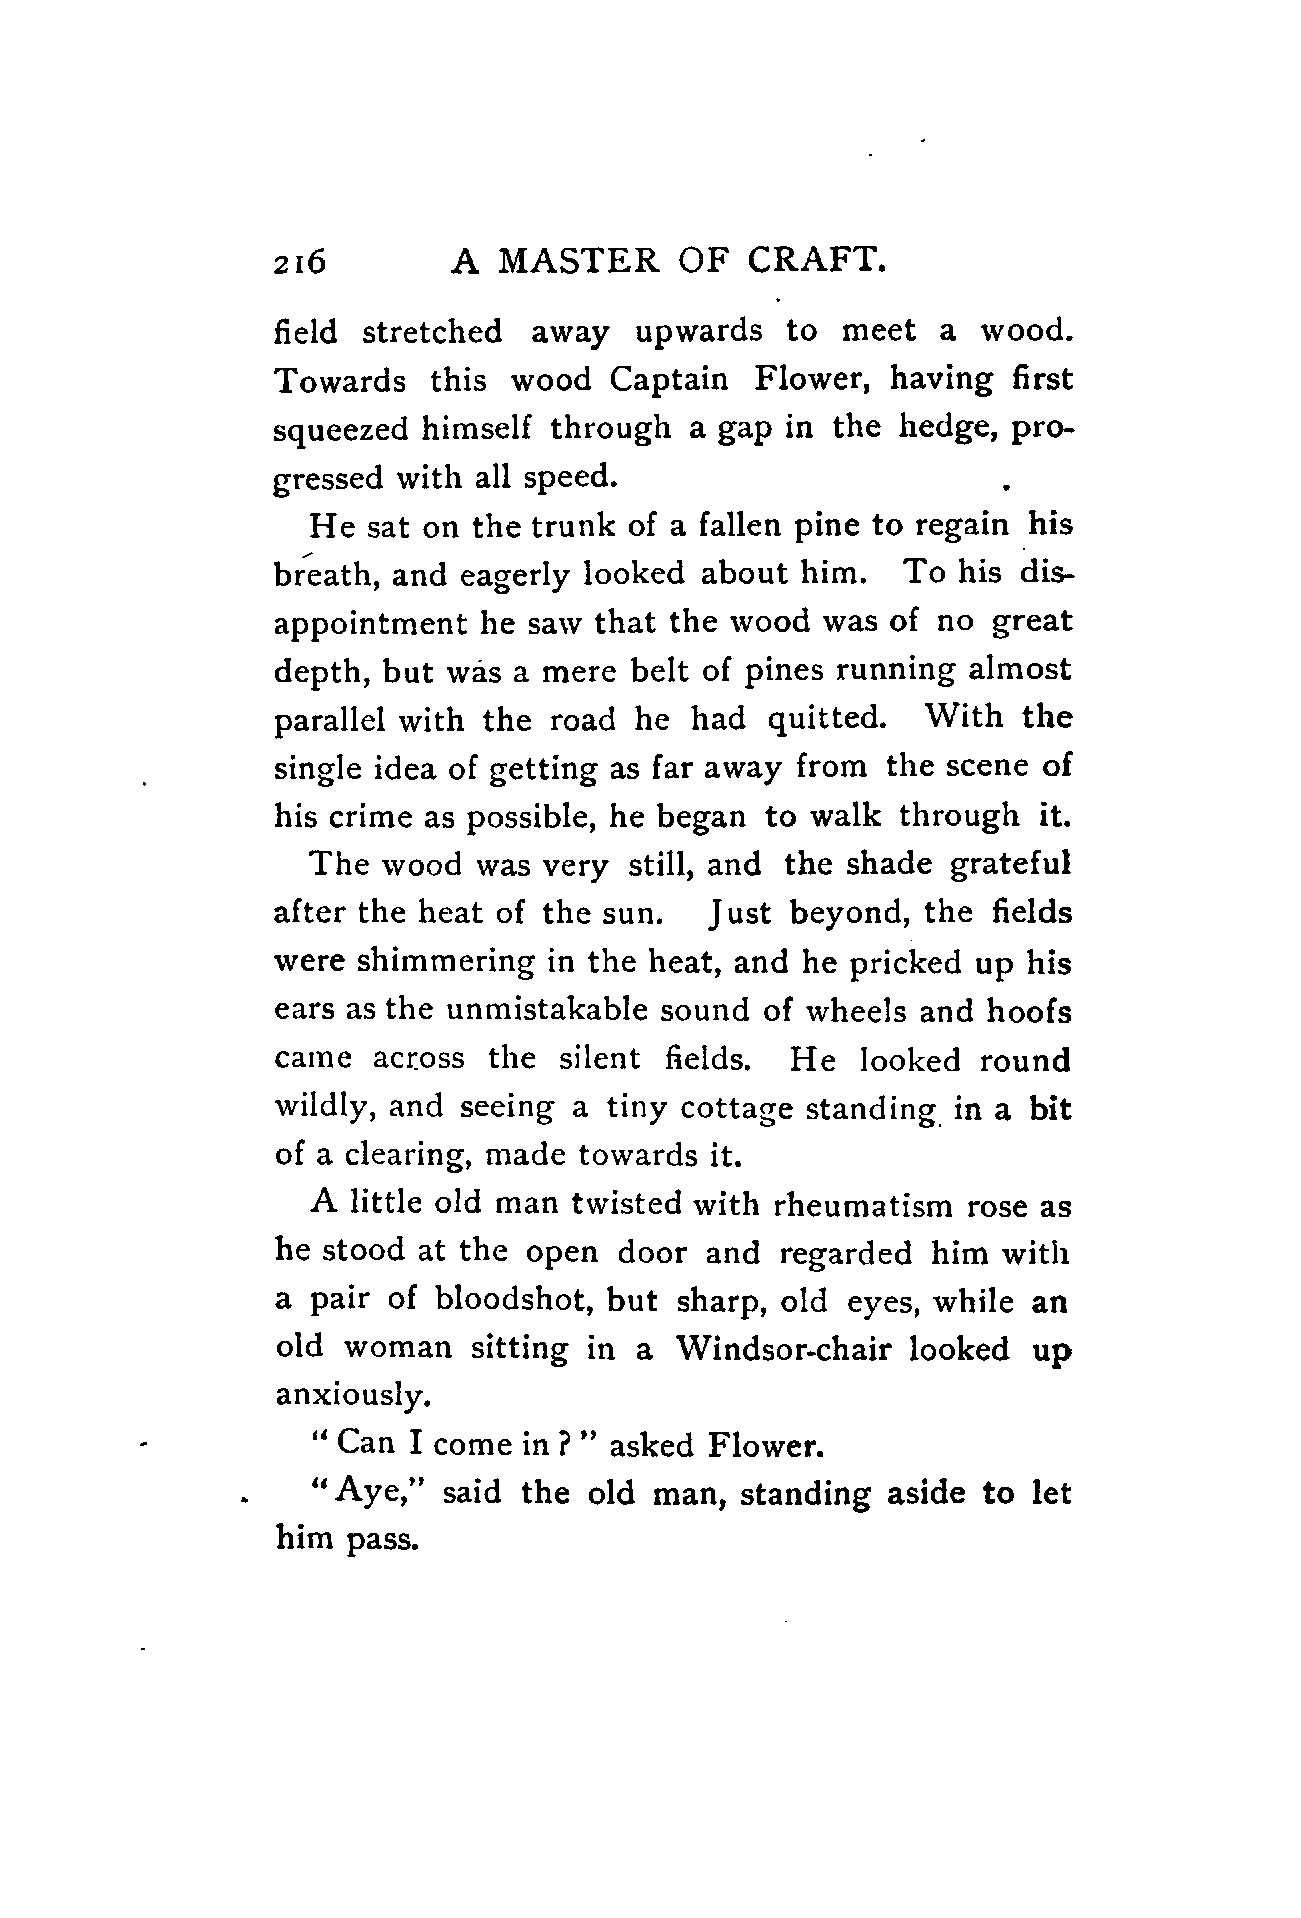 216 A MASTER OF CRAFT.
field stretched away upwards to meet a wood.
Towards this wood Captain Flower, having first
squeezed himself through a gap in the hedge, pro-
gressed with all speed.
He sat on the trunk of a fallen pine to regain his
breath, and eagerly looked about him. To his dis-
appointment he saw that the wood was of no great
depth, but was a mere belt of pines running almost
parallel with the road he had quitted. With the
single idea of getting as far away from the scene of
his crime as possible, he began to walk through it.
The wood was very still, and the shade grateful
after the heat of the sun. Just beyond, the fields
were shimmering in the heat, and he pricked up his
ears as the unmistakable sound of wheels and hoofs
came across the silent fields. He looked round
wildly, and seeing a tiny cottage standing in a bit
of a clearing, made towards it.
A little old man twisted with rheumatism rose as
he stood at the open door and regarded him with
a pair of bloodshot, but sharp, old eyes, while an
old woman sitting in a Windsor-chair looked up
anxiously.
"Can I come in?" asked Flower.
"Aye," said the old man, standing aside to let
him pass.